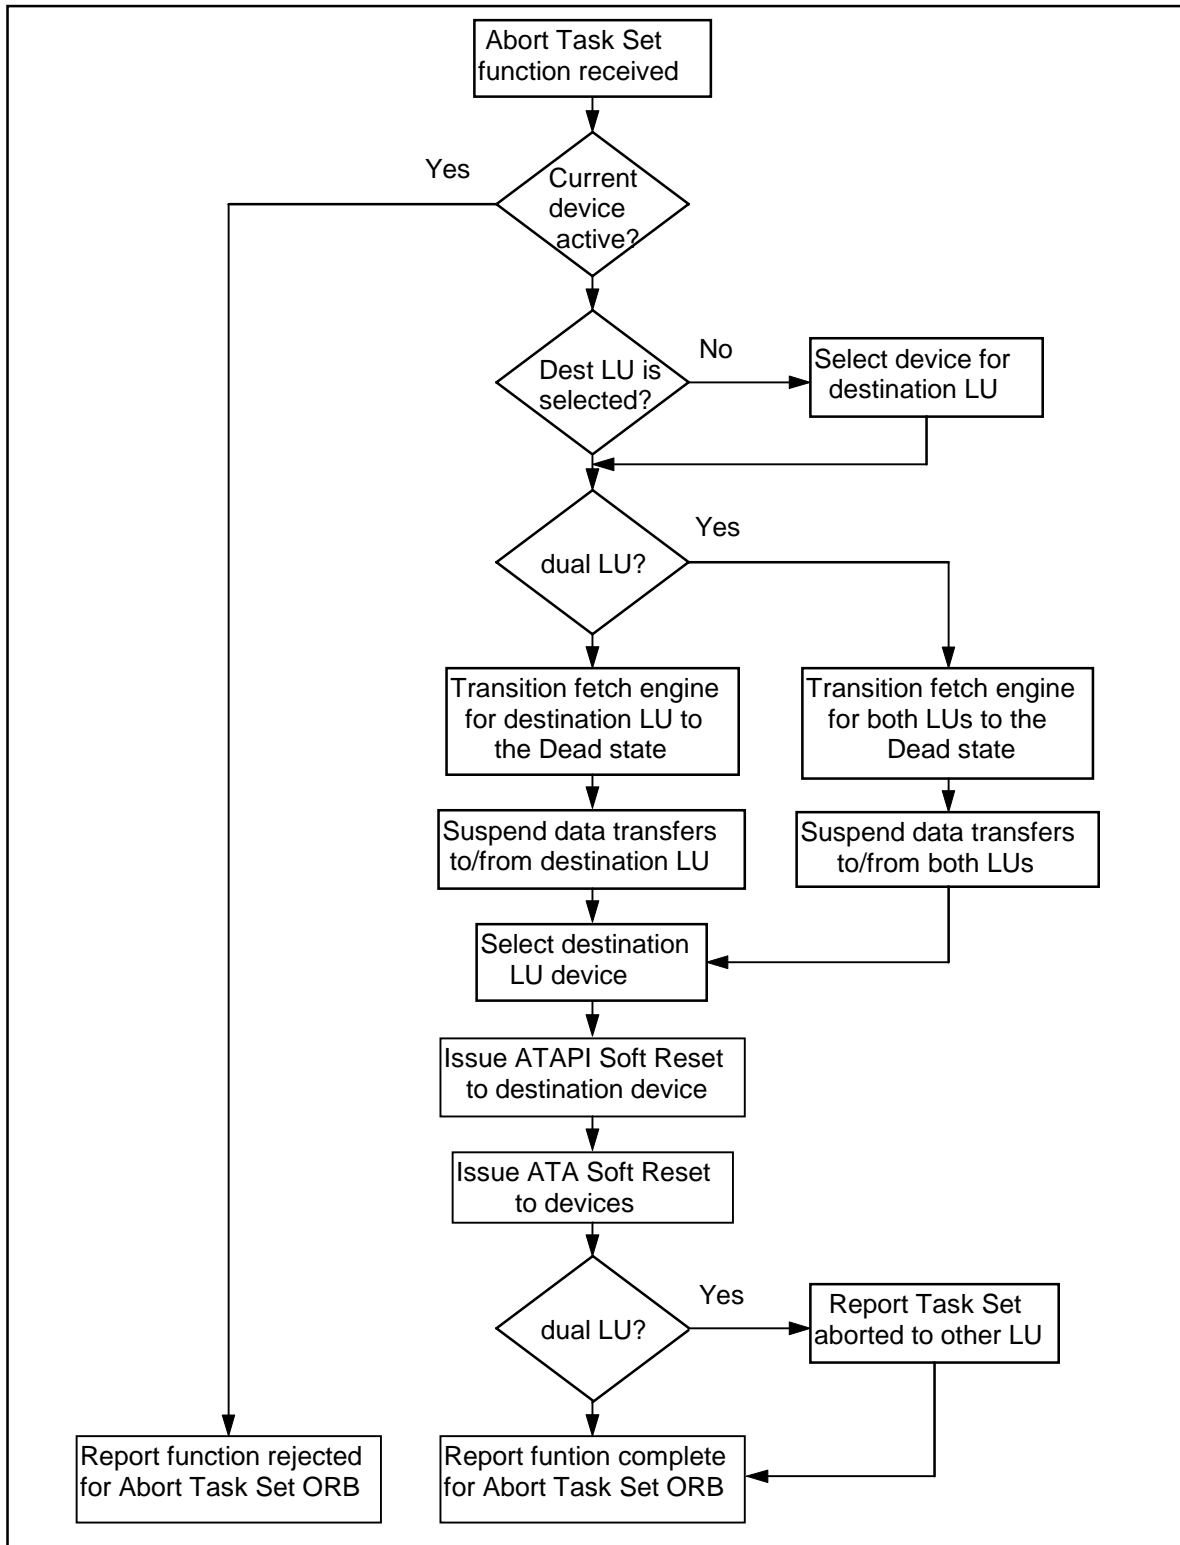 Abort Task Set
function received
Yes
Current
device
active?
No
Dest LU is
selected?
Select device for
destination LU
Yes
dual LU?
Transition fetch engine
for destination LU to
the Dead state
Transition fetch engine
for both LUs to the
Dead state
Suspend data transfers
to/from destination LU
Suspend data transfers
to/from both LUs
Select destination
LU device
Issue ATAPI Soft Reset
to destination device
Issue ATA Soft Reset
to devices
Yes
dual LU?
Report Task Set
aborted to other LU
Report function rejected
for Abort Task Set ORB
Report funtion complete
for Abort Task Set ORB